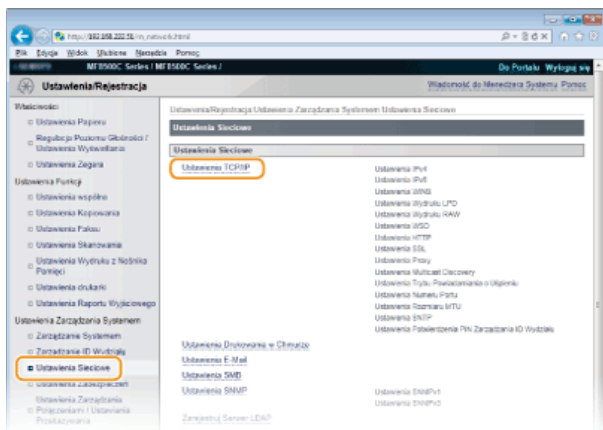 http://192.168.222.51/m_network.html
Plik Edycja Widok Ulubione Narzędzia Pomoc
MF8500C Series / MF8500C Series /
Do Portalu Wyloguj się
Ustawienia/Rejestracja
Wiadomość do Menedżera Systemu Pomoc
Właściwości
Ustawienia Papieru
Regulacja Poziomu Głośności /
Ustawienia Wyświetlania
Ustawienia Zegara
Ustawienia Funkcji
Ustawienia wspólne
Ustawienia Kopiowania
Ustawienia Faksu
Ustawienia Skanowania
Ustawienia Wydruku z Nośnika
Pamięci
Ustawienia drukarki
Ustawienia Raportu Wyjściowego
Ustawienia Zarządzania Systemem
Zarządzanie Systemem
Zarządzanie ID Wydziału
Ustawienia Sieciowe
Ustawienia Zabezpieczeń
Ustawienia Zarządzania
Połączeniami / Ustawienia
Przekazywania
Ustawienia/Rejestracja Ustawienia Zarządzania Systemem Ustawienia Sieciowe
Ustawienia Sieciowe
Ustawienia Sieciowe
Ustawienia TCP/IP
Ustawienia IPv4
Ustawienia IPv6
Ustawienia WINS
Ustawienia Wydruku LPD
Ustawienia Wydruku RAW
Ustawienia WSD
Ustawienia HTTP
Ustawienia SSL
Ustawienia Proxy
Ustawienia Multicast Discovery
Ustawienia Trybu Powiadamiania o Uśpieniu
Ustawienia Numeru Portu
Ustawienia Rozmiaru MTU
Ustawienia SNTP
Ustawienia Potwierdzenia PIN Zarządzania ID Wydziału
Ustawienia Drukowania w Chmurze
Ustawienia E-Mail
Ustawienia SMB
Ustawienia SNMP
Ustawienia SNMPv1
Ustawienia SNMPv3
Zarejestruj Serwer LDAP